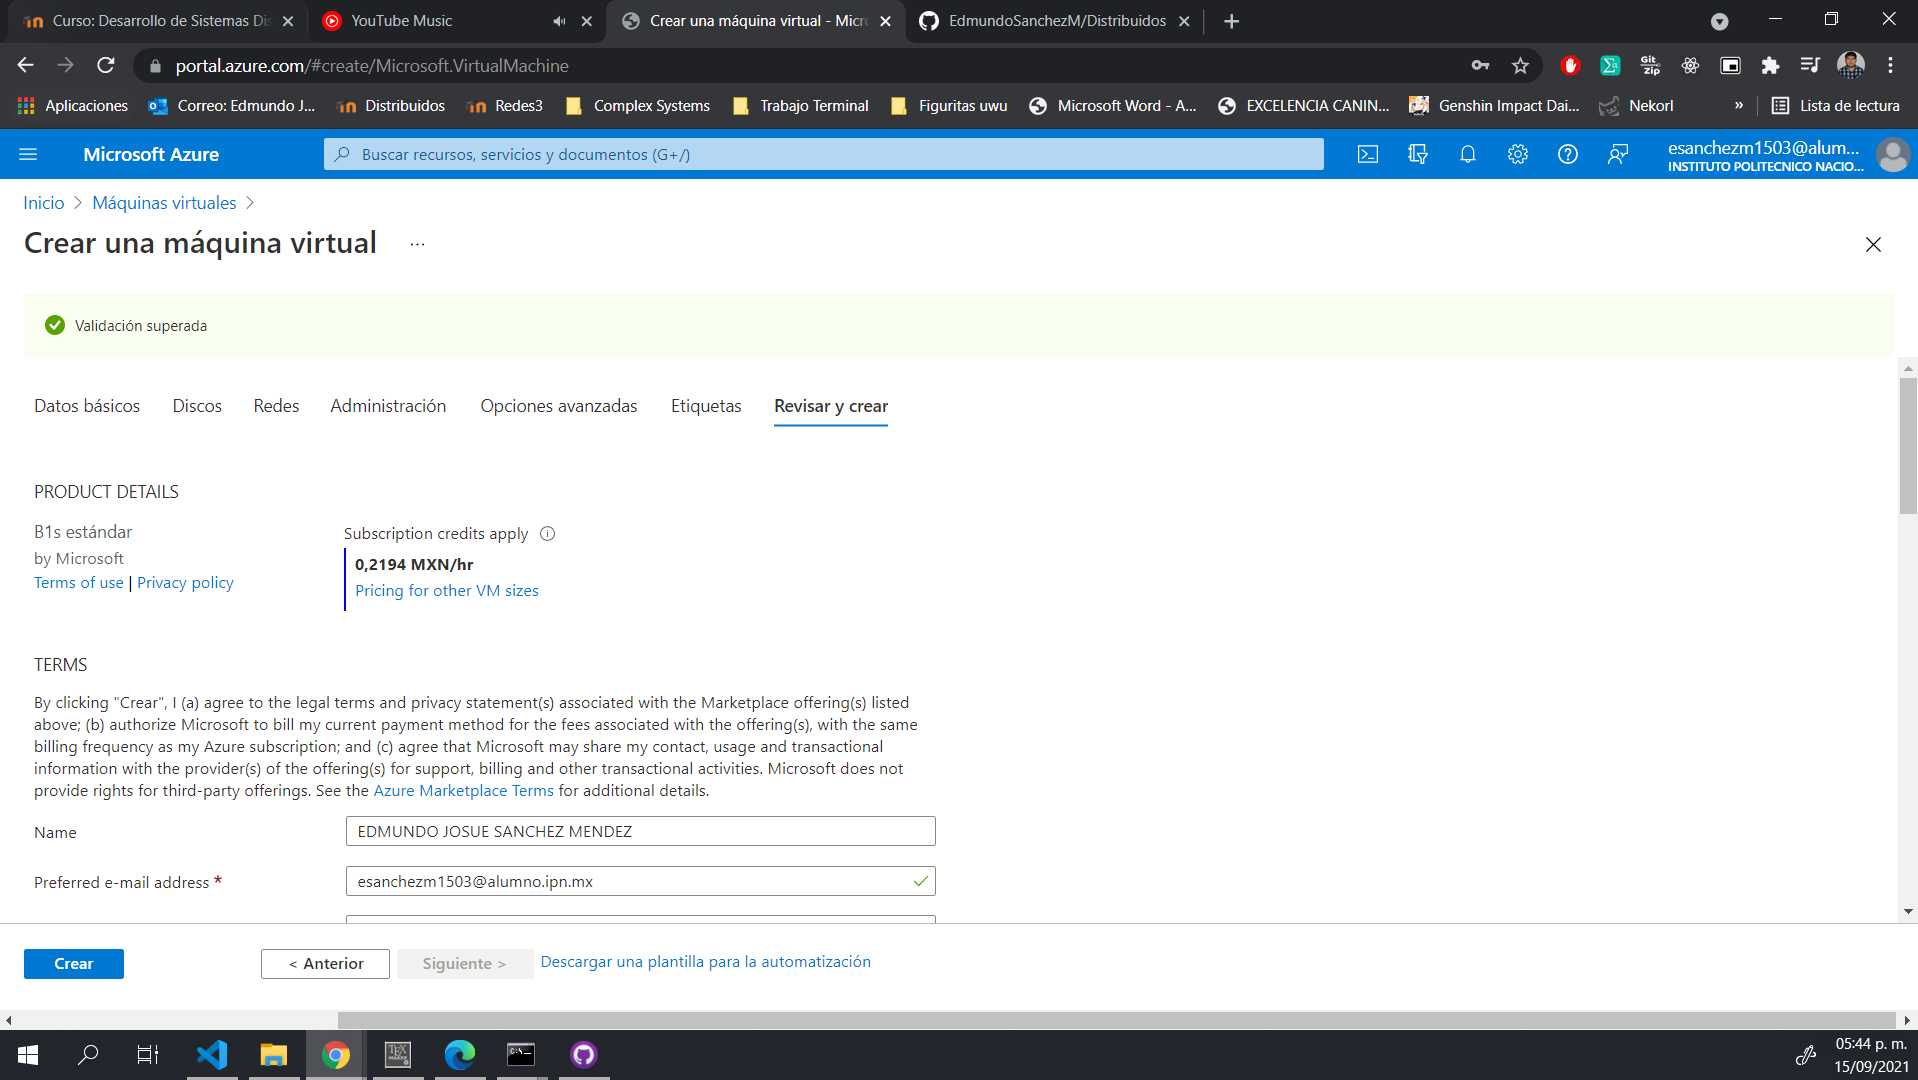 Curso: Desarrollo de Sistemas Dis
YouTube Music
Crear una máquina virtual - Micro
EdmundoSanchezM/Distribuidos
portal.azure.com/#create/Microsoft.VirtualMachine
Aplicaciones
Correo: Edmundo J...
Distribuidos
Redes3
Complex Systems
Trabajo Terminal
Figuritas uwu
Microsoft Word - A...
EXCELENCIA CANIN...
Genshin Impact Dai...
Nekorl
»
Lista de lectura
Microsoft Azure
Buscar recursos, servicios y documentos (G+/)
esanchezm1503@alum...
INSTITUTO POLITECNICO NACIO...
Inicio > Máquinas virtuales >
Crear una máquina virtual ...
Validación superada
Datos básicos Discos Redes Administración Opciones avanzadas Etiquetas Revisar y crear
PRODUCT DETAILS
B1s estándar
by Microsoft
Terms of use | Privacy policy
Subscription credits apply
0,2194 MXN/hr
Pricing for other VM sizes
TERMS
By clicking "Crear", I (a) agree to the legal terms and privacy statement(s) associated with the Marketplace offering(s) listed
above; (b) authorize Microsoft to bill my current payment method for the fees associated with the offering(s), with the same
billing frequency as my Azure subscription; and (c) agree that Microsoft may share my contact, usage and transactional
information with the provider(s) of the offering(s) for support, billing and other transactional activities. Microsoft does not
provide rights for third-party offerings. See the Azure Marketplace Terms for additional details.
Name
EDMUNDO JOSUE SANCHEZ MENDEZ
Preferred e-mail address *
esanchezm1503@alumno.ipn.mx
Crear
< Anterior
Siguiente >
Descargar una plantilla para la automatización
05:44 p. m.
15/09/2021